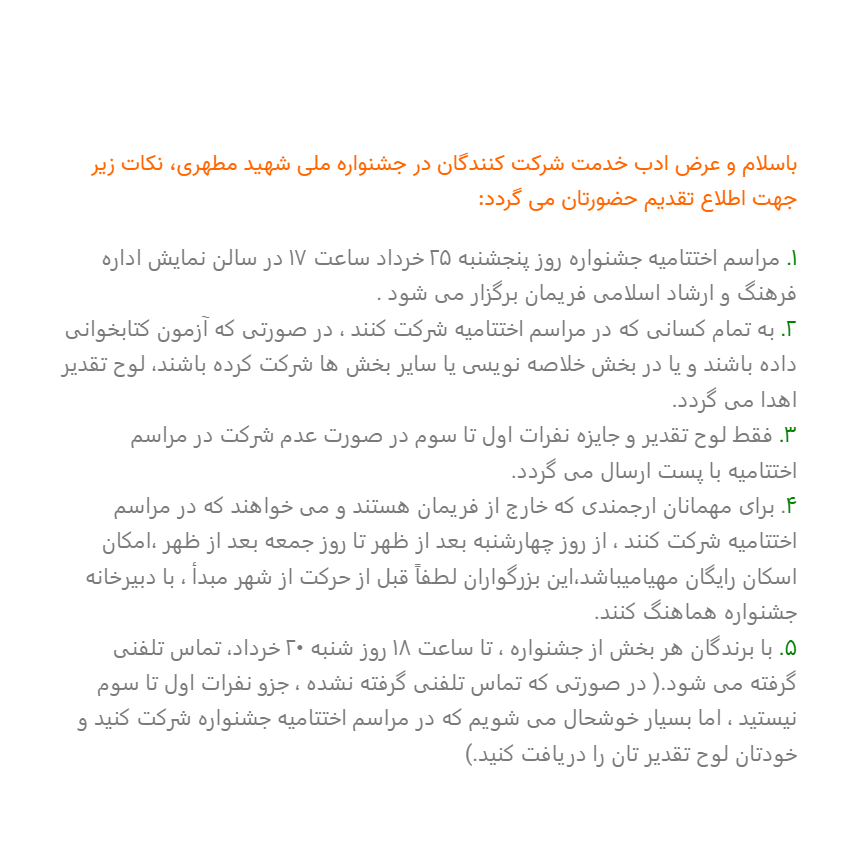 باسلام و عرض ادب خدمت شرکت کنندگان در جشنواره ملی شهید مطهری، نکات زیر
جهت اطلاع تقدیم حضورتان می گردد:
۱. مراسم اختتامیه جشنواره روز پنجشنبه ۲۵ خرداد ساعت ۱۷ در سالن نمایش اداره
فرهنگ و ارشاد اسلامی فریمان برگزار می شود .
۲. به تمام کسانی که در مراسم اختتامیه شرکت کنند ، در صورتی که آزمون کتابخوانی
داده باشند و یا در بخش خلاصه نویسی یا سایر بخش ها شرکت کرده باشند، لوح تقدیر
اهدا می گردد.
۳. فقط لوح تقدیر و جایزه نفرات اول تا سوم در صورت عدم شرکت در مراسم
اختتامیه با پست ارسال می گردد.
۴. برای مهمانان ارجمندی که خارج از فریمان هستند و می خواهند که در مراسم
اختتامیه شرکت کنند ، از روز چهارشنبه بعد از ظهر تا روز جمعه بعد از ظهر ،امکان
اسکان رایگان مهیامیباشد،این بزرگواران لطفاً قبل از حرکت از شهر مبدأ ، با دبیرخانه
جشنواره هماهنگ کنند.
۵. با برندگان هر بخش از جشنواره ، تا ساعت ۱۸ روز شنبه ۲۰ خرداد، تماس تلفنی
گرفته می شود.( در صورتی که تماس تلفنی گرفته نشده ، جزو نفرات اول تا سوم
نیستید ، اما بسیار خوشحال می شویم که در مراسم اختتامیه جشنواره شرکت کنید و
خودتان لوح تقدیر تان را دریافت کنید.)